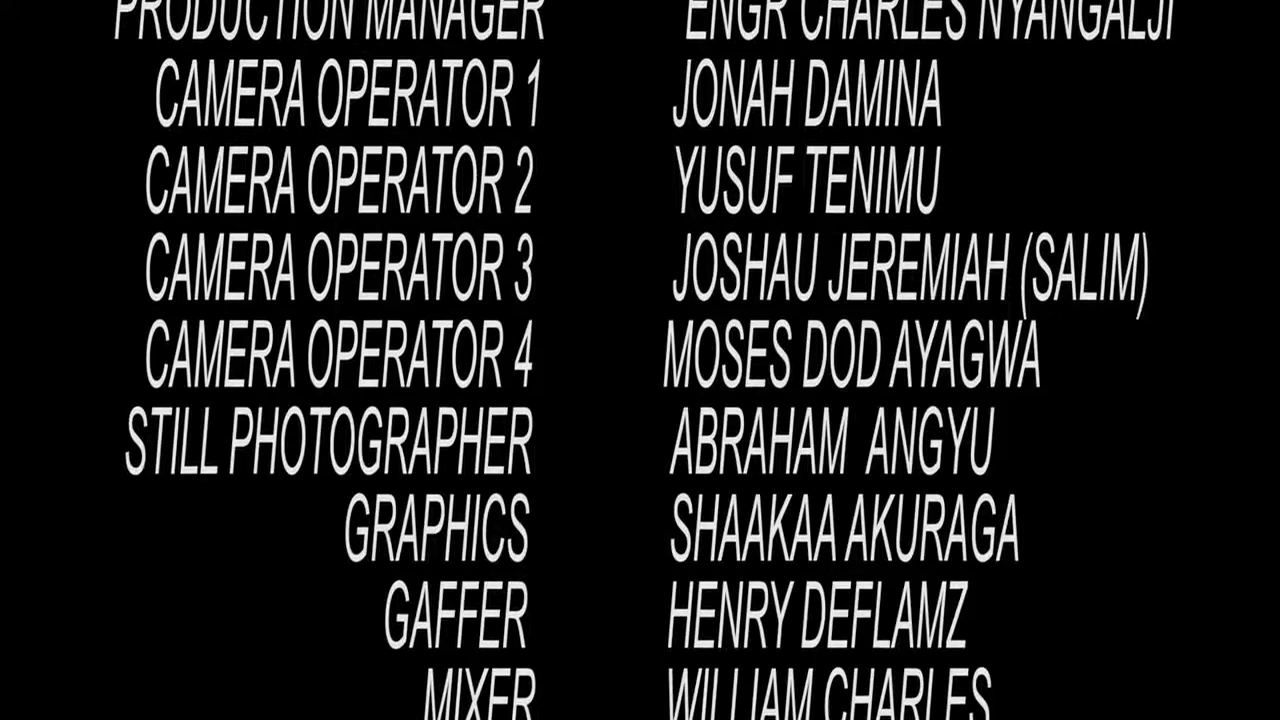 PRODUCTION MANAGER ENGR CHARLES NYANGALJI
CAMERA OPERATOR 1 JONAH DAMINA
CAMERA OPERATOR 2 YUSUF TENIMU
CAMERA OPERATOR 3 JOSHAU JEREMIAH (SALIM)
CAMERA OPERATOR 4 MOSES DOD AYAGWA
STILL PHOTOGRAPHER ABRAHAM ANGYU
GRAPHICS SHAAKAA AKURAGA
GAFFER HENRY DEFLAMZ
MIXER WILLIAM CHARLES